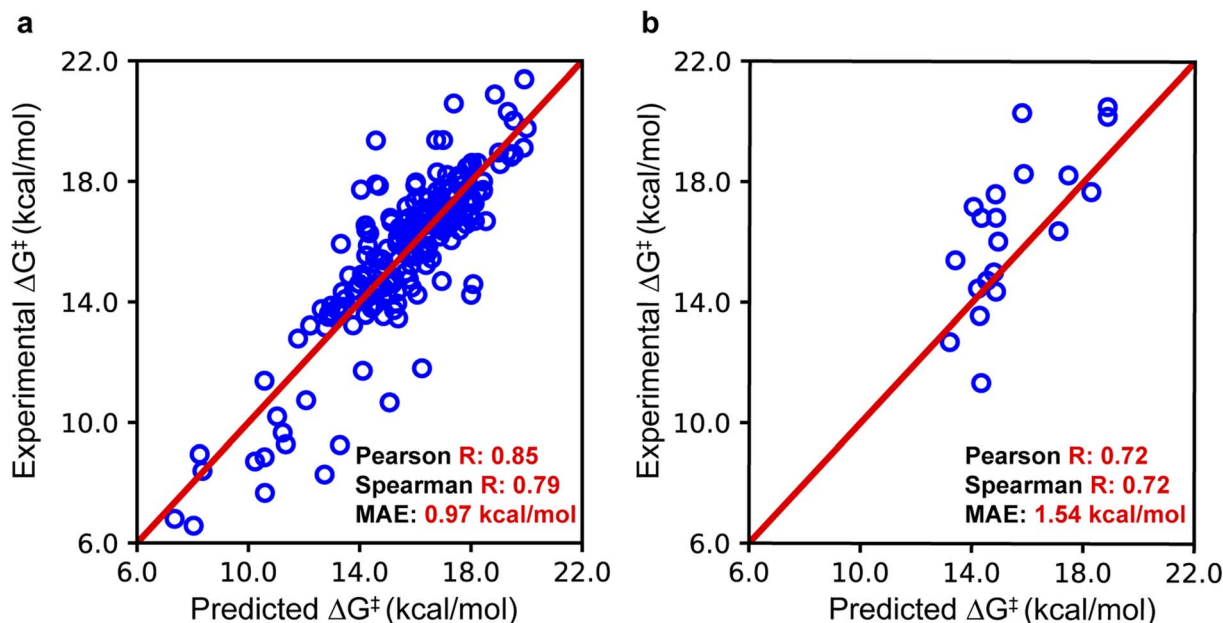 a
22.0
18.0
14.0
10.0
6.0
Experimental ΔG‡ (kcal/mol)
Pearson R: 0.85
Spearman R: 0.79
MAE: 0.97 kcal/mol
6.0 10.0 14.0 18.0 22.0
Predicted ΔG‡ (kcal/mol)
b
22.0
18.0
14.0
10.0
6.0
Experimental ΔG‡ (kcal/mol)
Pearson R: 0.72
Spearman R: 0.72
MAE: 1.54 kcal/mol
6.0 10.0 14.0 18.0 22.0
Predicted ΔG‡ (kcal/mol)